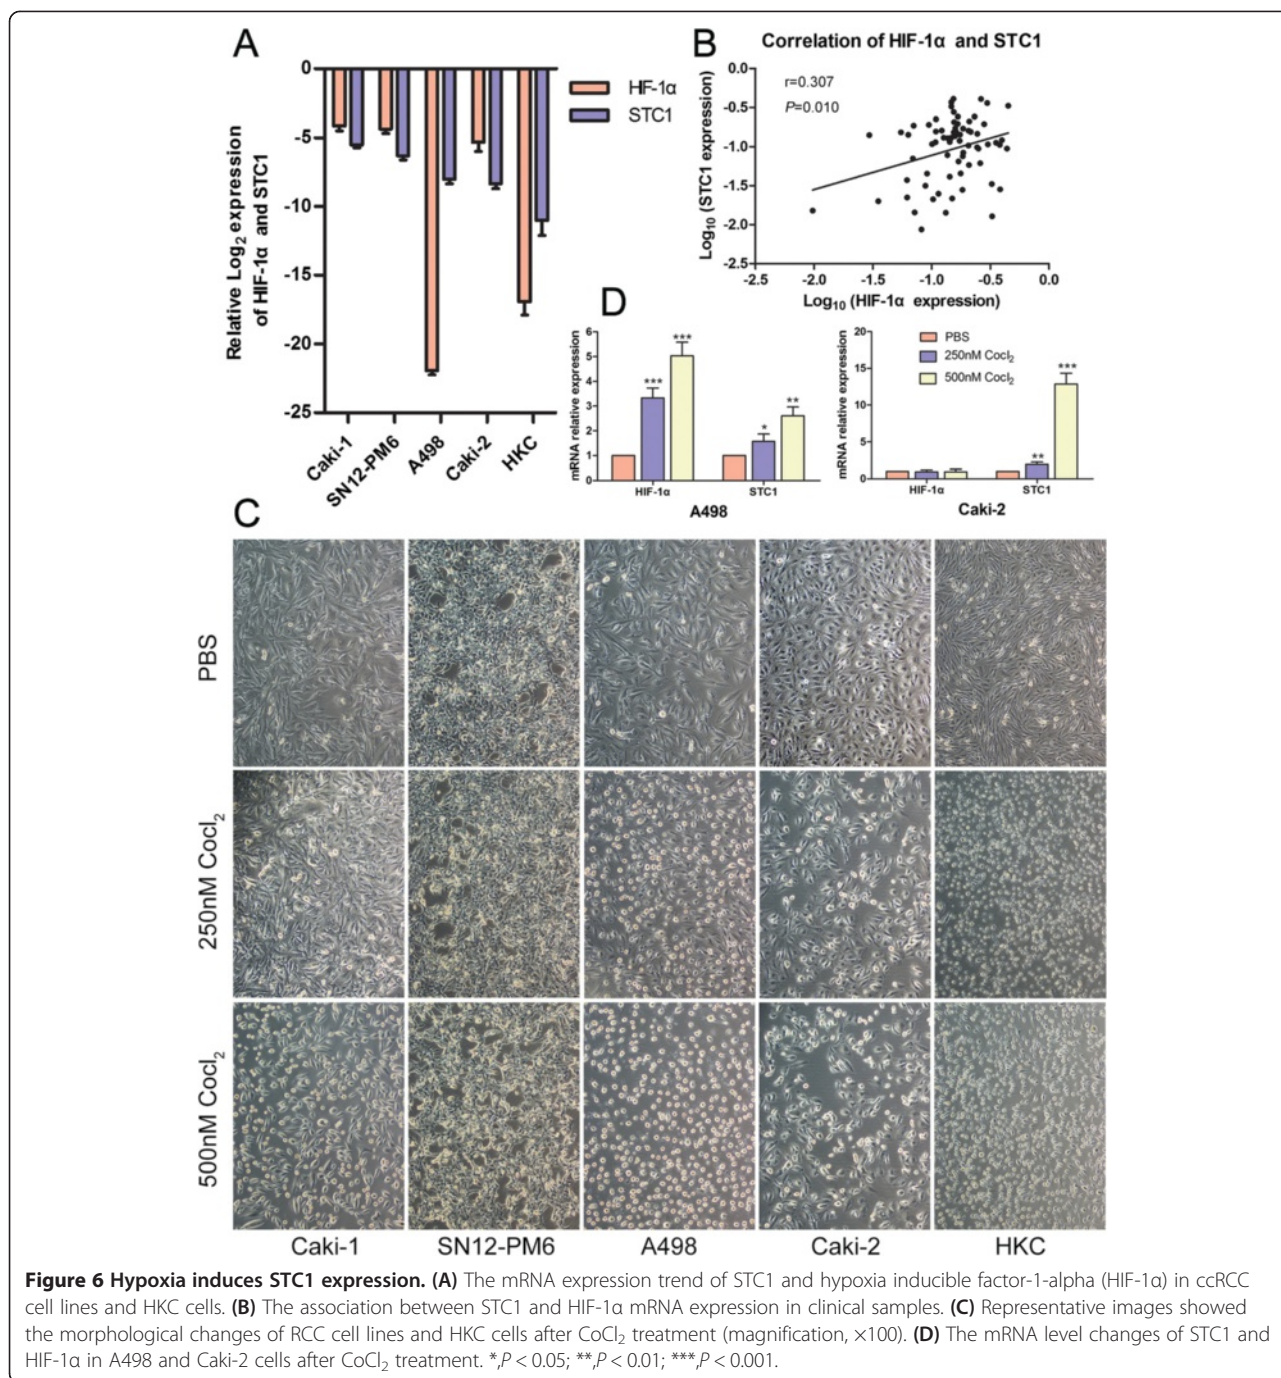 A
0
-5
-10
-15
-20
-25
Relative Log₂ expression
of HIF-1α and STC1
HF-1α
STC1
Caki-1
SN12-PM6
A498
Caki-2
HKC
B
Correlation of HIF-1α and STC1
r=0.307
P=0.010
0.0
-0.5
-1.0
-1.5
-2.0
-2.5
Log₁₀ (STC1 expression)
-2.5 -2.0 -1.5 -1.0 -0.5 0.0
Log₁₀ (HIF-1α expression)
D
6
5
4
3
2
1
0
mRNA relative expression
***
***
*
**
HIF-1α STC1
A498
20
15
10
5
0
mRNA relative expression
PBS
250nM Cocl₂
500nM Cocl₂
**
***
HIF-1α STC1
Caki-2
C
PBS
250nM Cocl₂
500nM Cocl₂
Caki-1 SN12-PM6 A498 Caki-2 HKC
Figure 6 Hypoxia induces STC1 expression. (A) The mRNA expression trend of STC1 and hypoxia inducible factor-1-alpha (HIF-1α) in ccRCC
cell lines and HKC cells. (B) The association between STC1 and HIF-1α mRNA expression in clinical samples. (C) Representative images showed
the morphological changes of RCC cell lines and HKC cells after CoCl₂ treatment (magnification, ×100). (D) The mRNA level changes of STC1 and
HIF-1α in A498 and Caki-2 cells after CoCl₂ treatment. *,P < 0.05; **,P < 0.01; ***,P < 0.001.